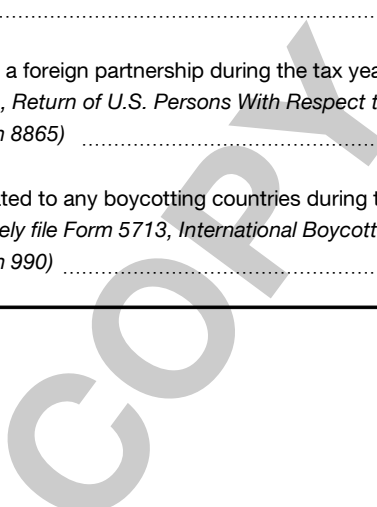 a foreign partnership during the tax yea
, Return of U.S. Persons With Respect t
8865)
ted to any boycotting countries during t
ely file Form 5713, International Boycott
990)
COPY